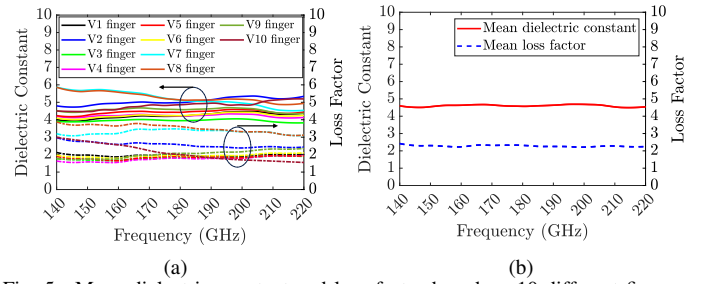 10 10
9 9
8 8
7 7
6 6
5 5
4 4
3 3
2 2
1 1
0 0
V1 finger V5 finger V9 finger
V2 finger V6 finger V10 finger
V3 finger V7 finger
V4 finger V8 finger
Dielectric Constant
Loss Factor
140 150 160 170 180 190 200 210 220
Frequency (GHz)
(a)
10 10
9 9
8 8
7 7
6 6
5 5
4 4
3 3
2 2
1 1
0 0
Mean dielectric constant
Mean loss factor
Dielectric Constant
Loss Factor
140 150 160 170 180 190 200 210 220
Frequency (GHz)
(b)